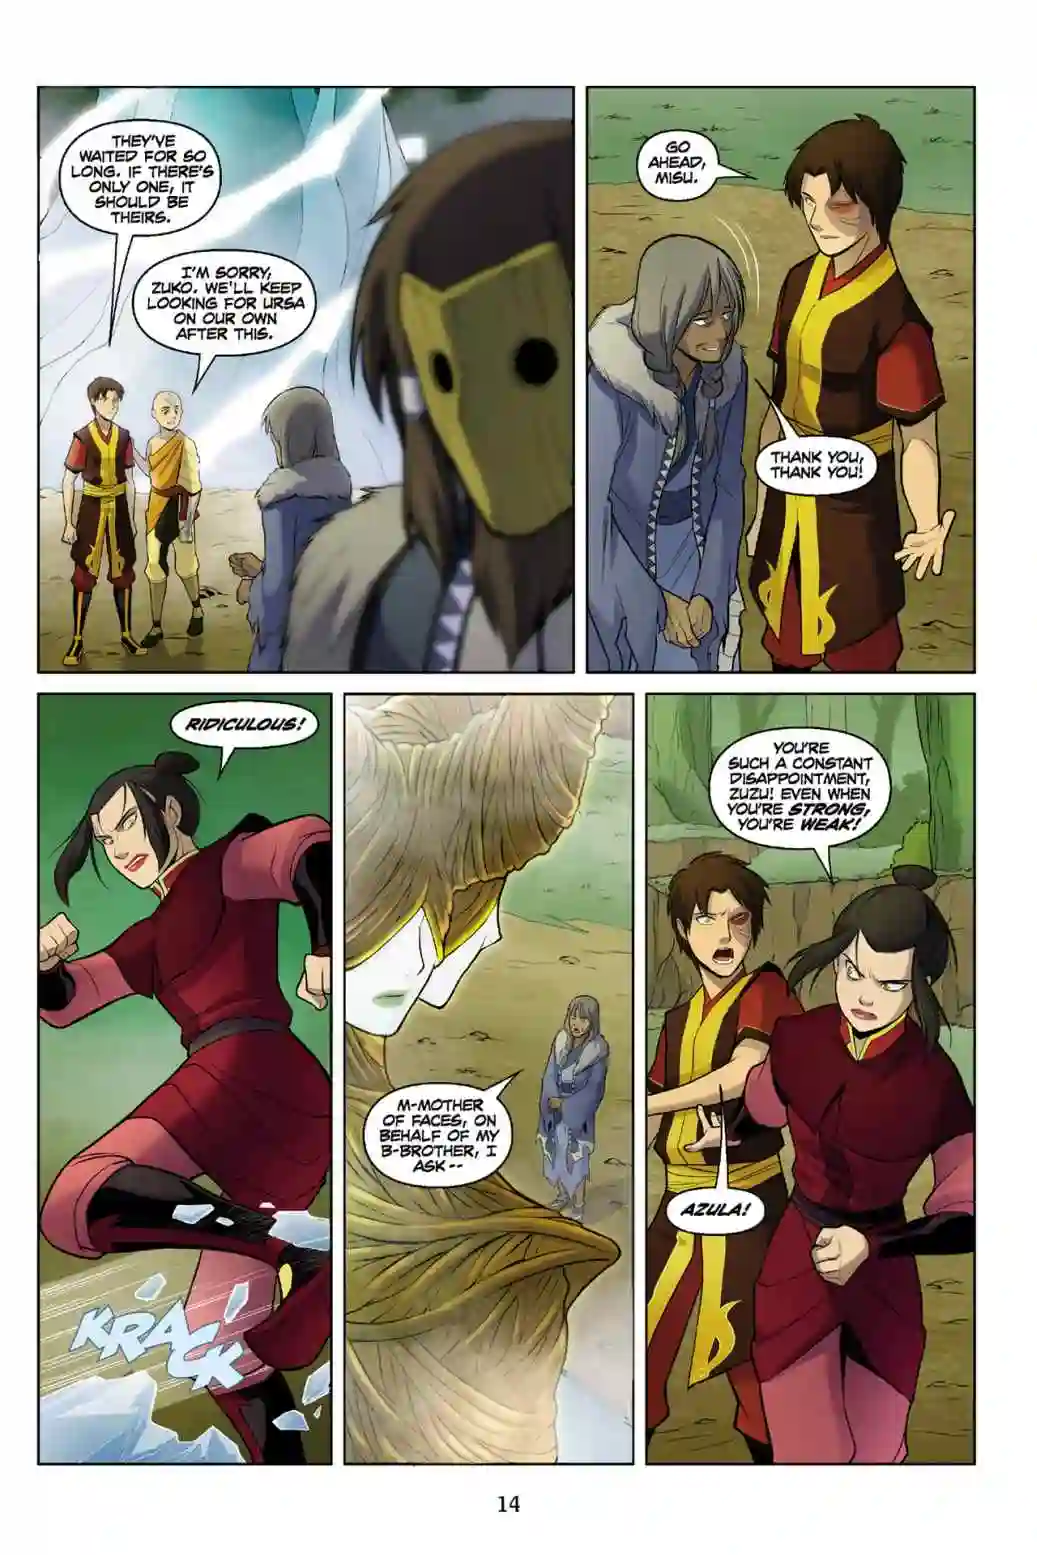 THEY'VE
WAITED FOR SO
LONG. IF THERE'S
ONLY ONE, IT
SHOULD BE
THEIRS.
I'M SORRY,
ZUKO. WE'LL KEEP
LOOKING FOR URSA
ON OUR OWN
AFTER THIS.
GO
AHEAD,
MISU.
THANK YOU,
THANK YOU!
RIDICULOUS!
KRACK
M-MOTHER
OF FACES, ON
BEHALF OF MY
B-BROTHER, I
ASK--
YOU'RE
SUCH A CONSTANT
DISAPPOINTMENT,
ZUZU! EVEN WHEN
YOU'RE STRONG,
YOU'RE WEAK!
AZULA!
14